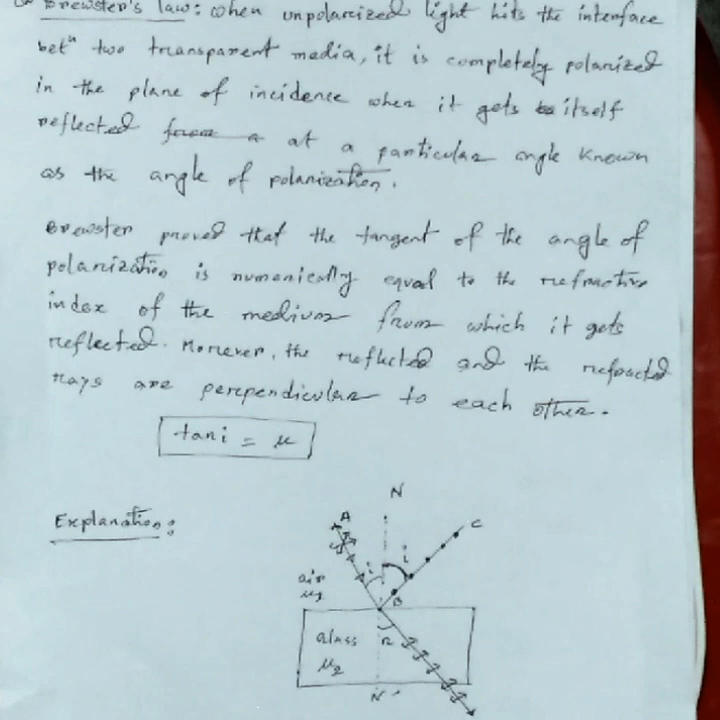 Brewster's law: when unpolarized light hits the interface
betⁿ two transparent media, it is completely polarized
in the plane of incidence when it gets itself
reflected at a particular angle known
as the angle of polarization.
Brewster proved that the tangent of the angle of
polarization is numerically equal to the refractive
index of the medium from which it gets
reflected. Moreover, the reflected and the refracted
rays are perpendicular to each other.
tan i = μ
Explanation:
N
A
C
i
i
air
μ1
B
Glass
μ2
r
N'